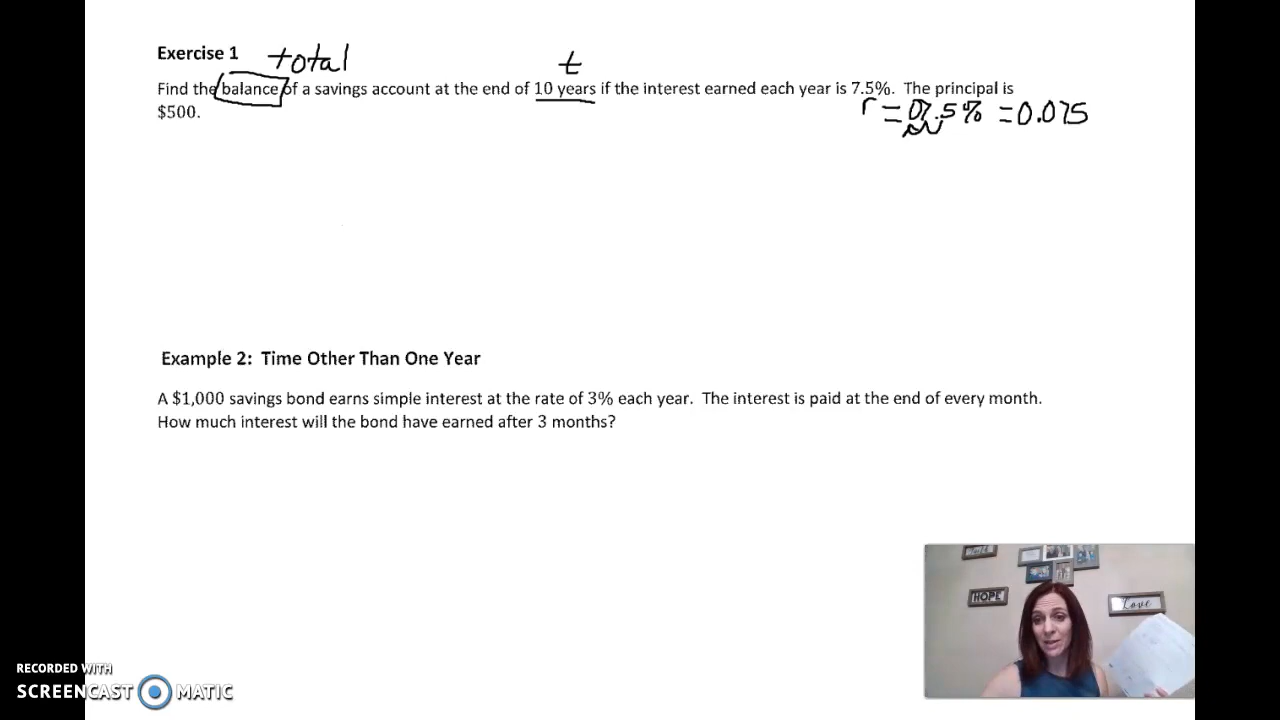 Exercise 1 total t
Find the balance of a savings account at the end of 10 years if the interest earned each year is 7.5%. The principal is
$500. r = 07.5% = 0.075
Example 2: Time Other Than One Year
A $1,000 savings bond earns simple interest at the rate of 3% each year. The interest is paid at the end of every month.
How much interest will the bond have earned after 3 months?
HOPE
Love
RECORDED WITH
SCREENCAST MATIC